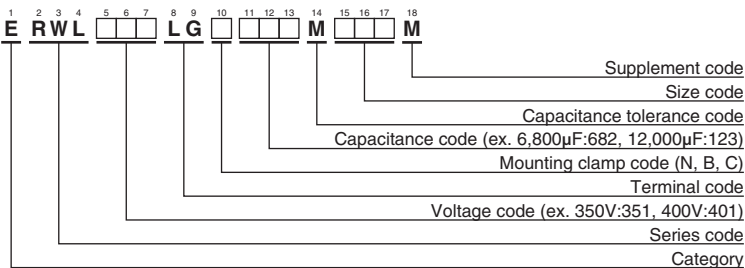 1 2 3 4 5 6 7 8 9 10 11 12 13 14 15 16 17 18
E RWL □□□ LG □ □□□ M □□□ M
Supplement code
Size code
Capacitance tolerance code
Capacitance code (ex. 6,800μF:682, 12,000μF:123)
Mounting clamp code (N, B, C)
Terminal code
Voltage code (ex. 350V:351, 400V:401)
Series code
Category